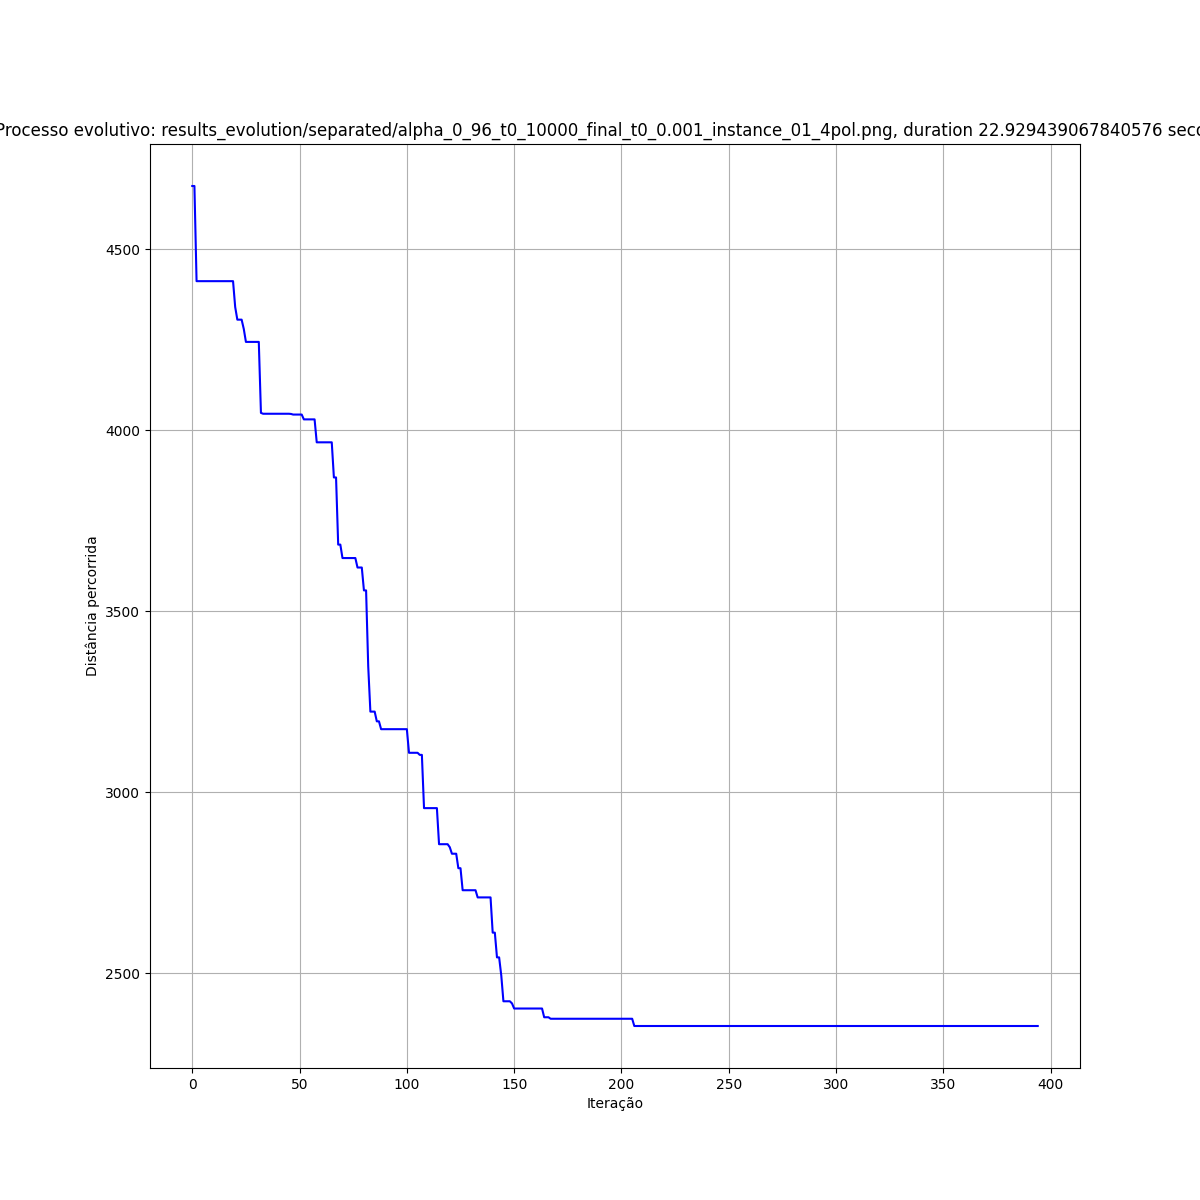 Processo evolutivo: results_evolution/separated/alpha_0_96_t0_10000_final_t0_0.001_instance_01_4pol.png, duration 22.929439067840576 seco
4500
4000
3500
3000
2500
Distância percorrida
0 50 100 150 200 250 300 350 400
Iteração